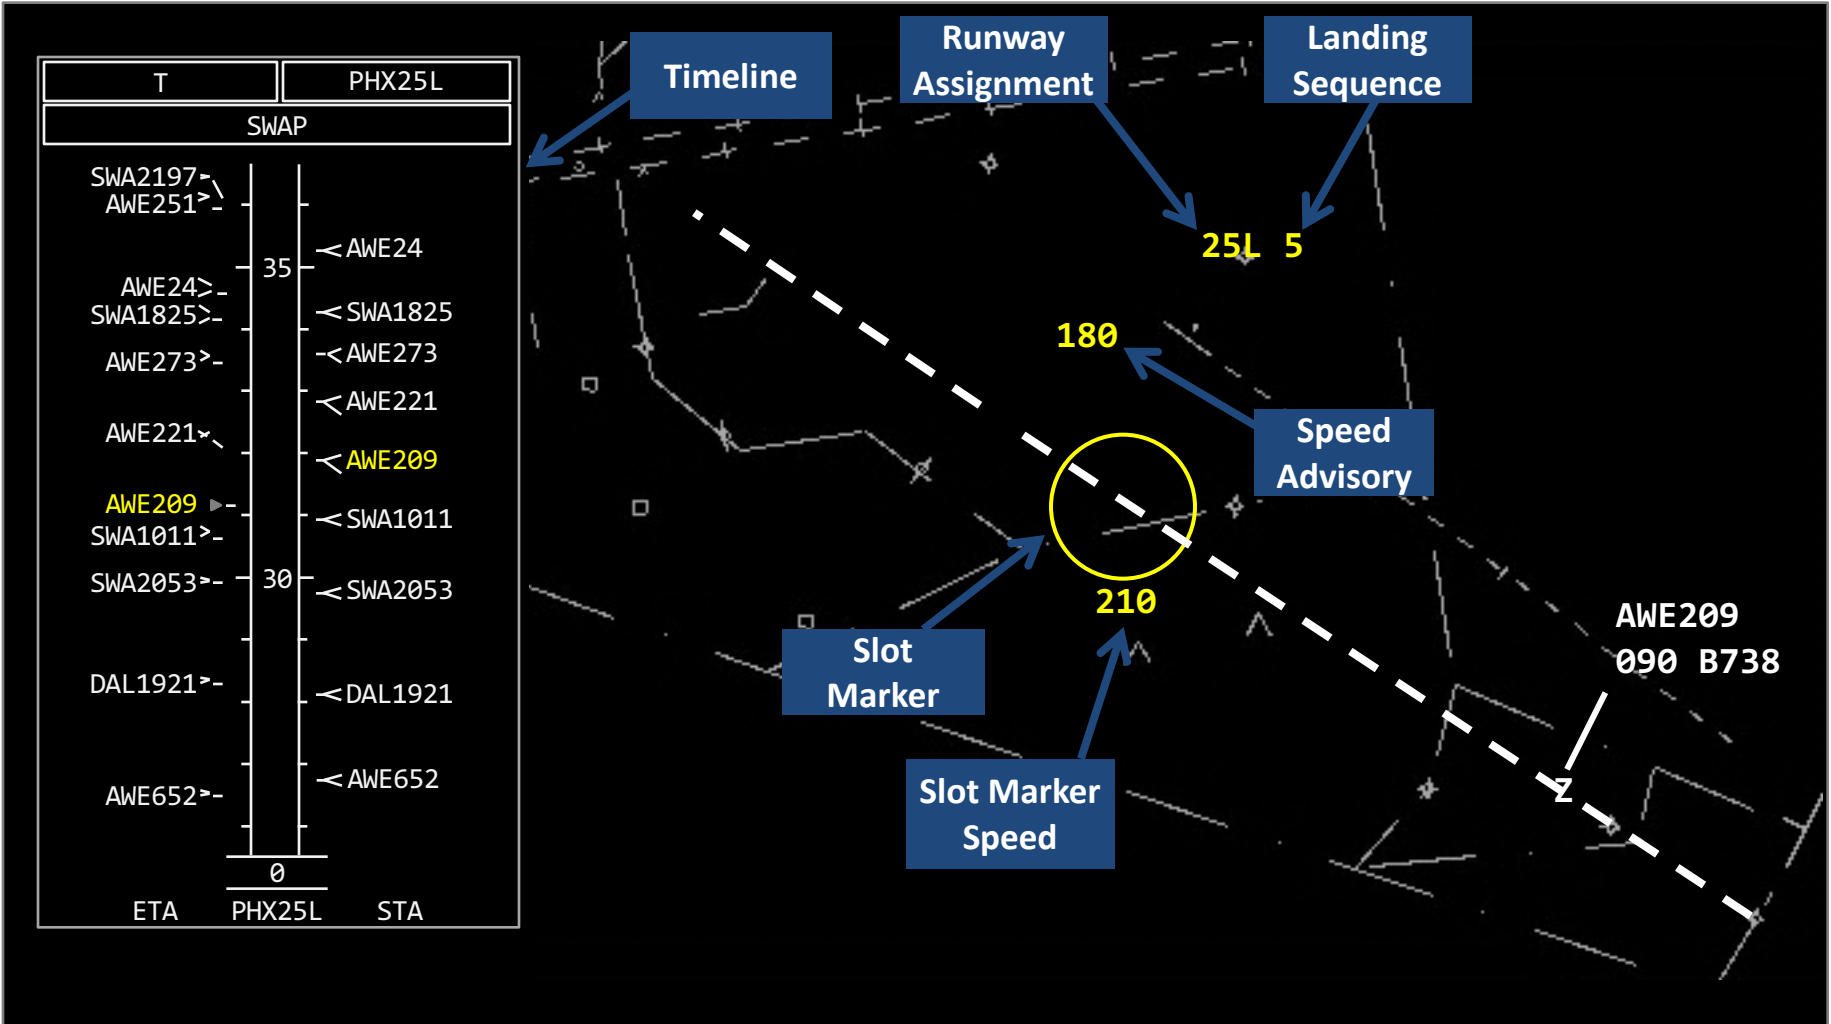 T
PHX25L
SWAP
SWA2197
AWE251
AWE24
SWA1825
AWE273
AWE221
AWE209
SWA1011
SWA2053
DAL1921
AWE652
35
30
AWE24
SWA1825
AWE273
AWE221
AWE209
SWA1011
SWA2053
DAL1921
AWE652
0
ETA
PHX25L
STA
Timeline
Runway
Assignment
Landing
Sequence
25L 5
180
Speed
Advisory
210
Slot
Marker
Slot Marker
Speed
AWE209
090 B738
Z